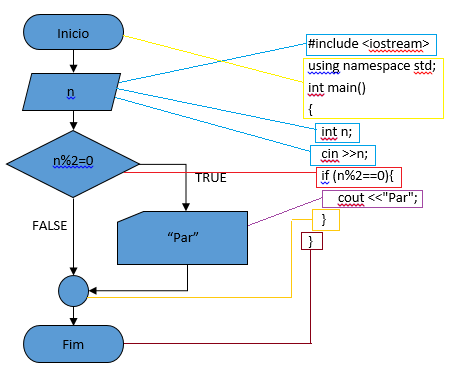 Inicio
n
n%2=0
TRUE
FALSE
"Par"
Fim
#include <iostream>
using namespace std;
int main()
{
int n;
cin >>n;
if (n%2==0){
cout <<"Par";
}
}